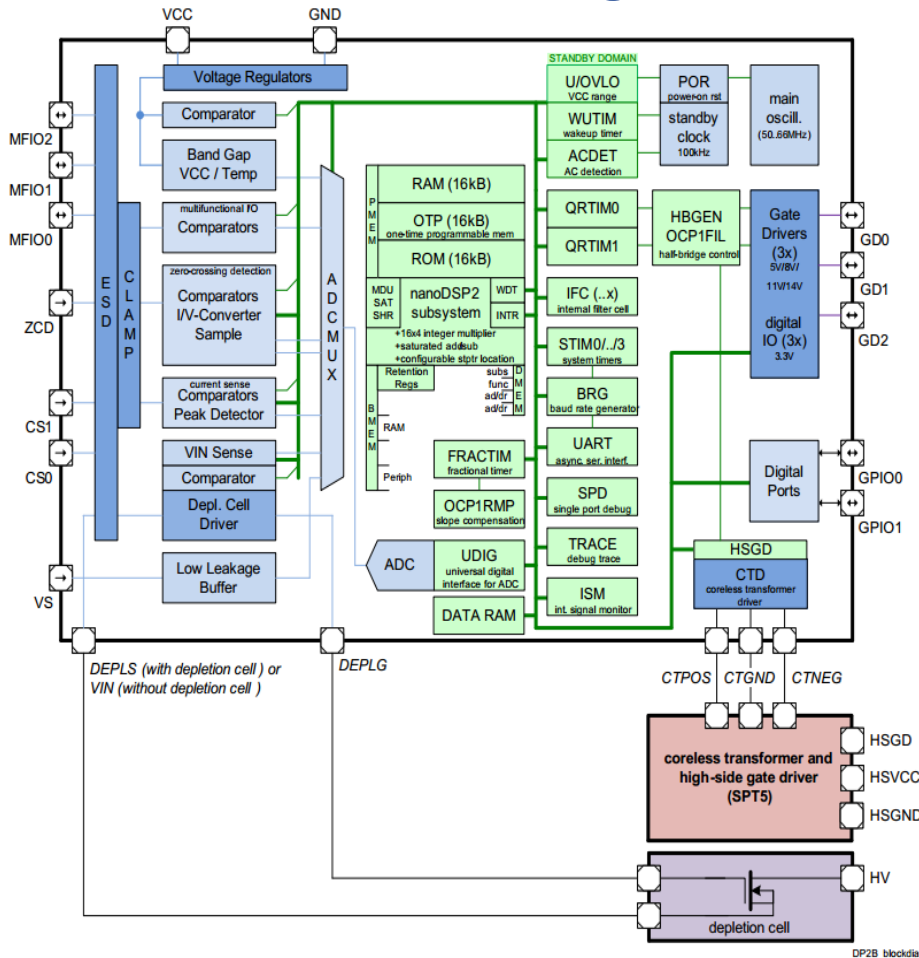 VCC
GND
Voltage Regulators
Comparator
Band Gap
VCC / Temp
multifunctional I/O
Comparators
zero-crossing detection
Comparators
I/V-Converter
Sample
current sense
Comparators
Peak Detector
VIN Sense
Comparator
Depl. Cell
Driver
Low Leakage
Buffer
MFIO2
MFIO1
MFIO0
ZCD
CS1
CS0
VS
ESD
CLAMP
ADCMUX
PMEM
RAM (16kB)
OTP (16kB)
one-time programmable mem
ROM (16kB)
MDU
SAT
SHR
nanoDSP2
subsystem
WDT
INTR
+16x4 integer multiplier
+saturated addsub
+configurable stptr location
BMEM
Retention
Regs
RAM
Periph
subs
func
ad/dr
ad/dr
DMEM
FRACTIM
fractional timer
OCP1RMP
slope compensation
ADC
UDIG
universal digital
interface for ADC
DATA RAM
STANDBY DOMAIN
U/OVLO
VCC range
WUTIM
wakeup timer
ACDET
AC detection
POR
power-on rst
standby
clock
100kHz
main
oscill.
(50..66MHz)
QRTIM0
QRTIM1
HBGEN
OCP1FIL
half-bridge control
IFC (..x)
internal filter cell
STIM0/../3
system timers
BRG
baud rate generator
UART
async. ser. interf.
SPD
single port debug
TRACE
debug trace
ISM
int. signal monitor
Gate
Drivers
(3x)
5V/8V/
11V/14V
digital
IO (3x)
3.3V
GD0
GD1
GD2
Digital
Ports
GPIO0
GPIO1
HSGD
CTD
coreless transformer
driver
DEPLS (with depletion cell ) or
VIN (without depletion cell )
DEPLG
CTPOS
CTGND
CTNEG
coreless transformer and
high-side gate driver
(SPT5)
HSGD
HSVCC
HSGND
HV
depletion cell
DP2B_blockdia